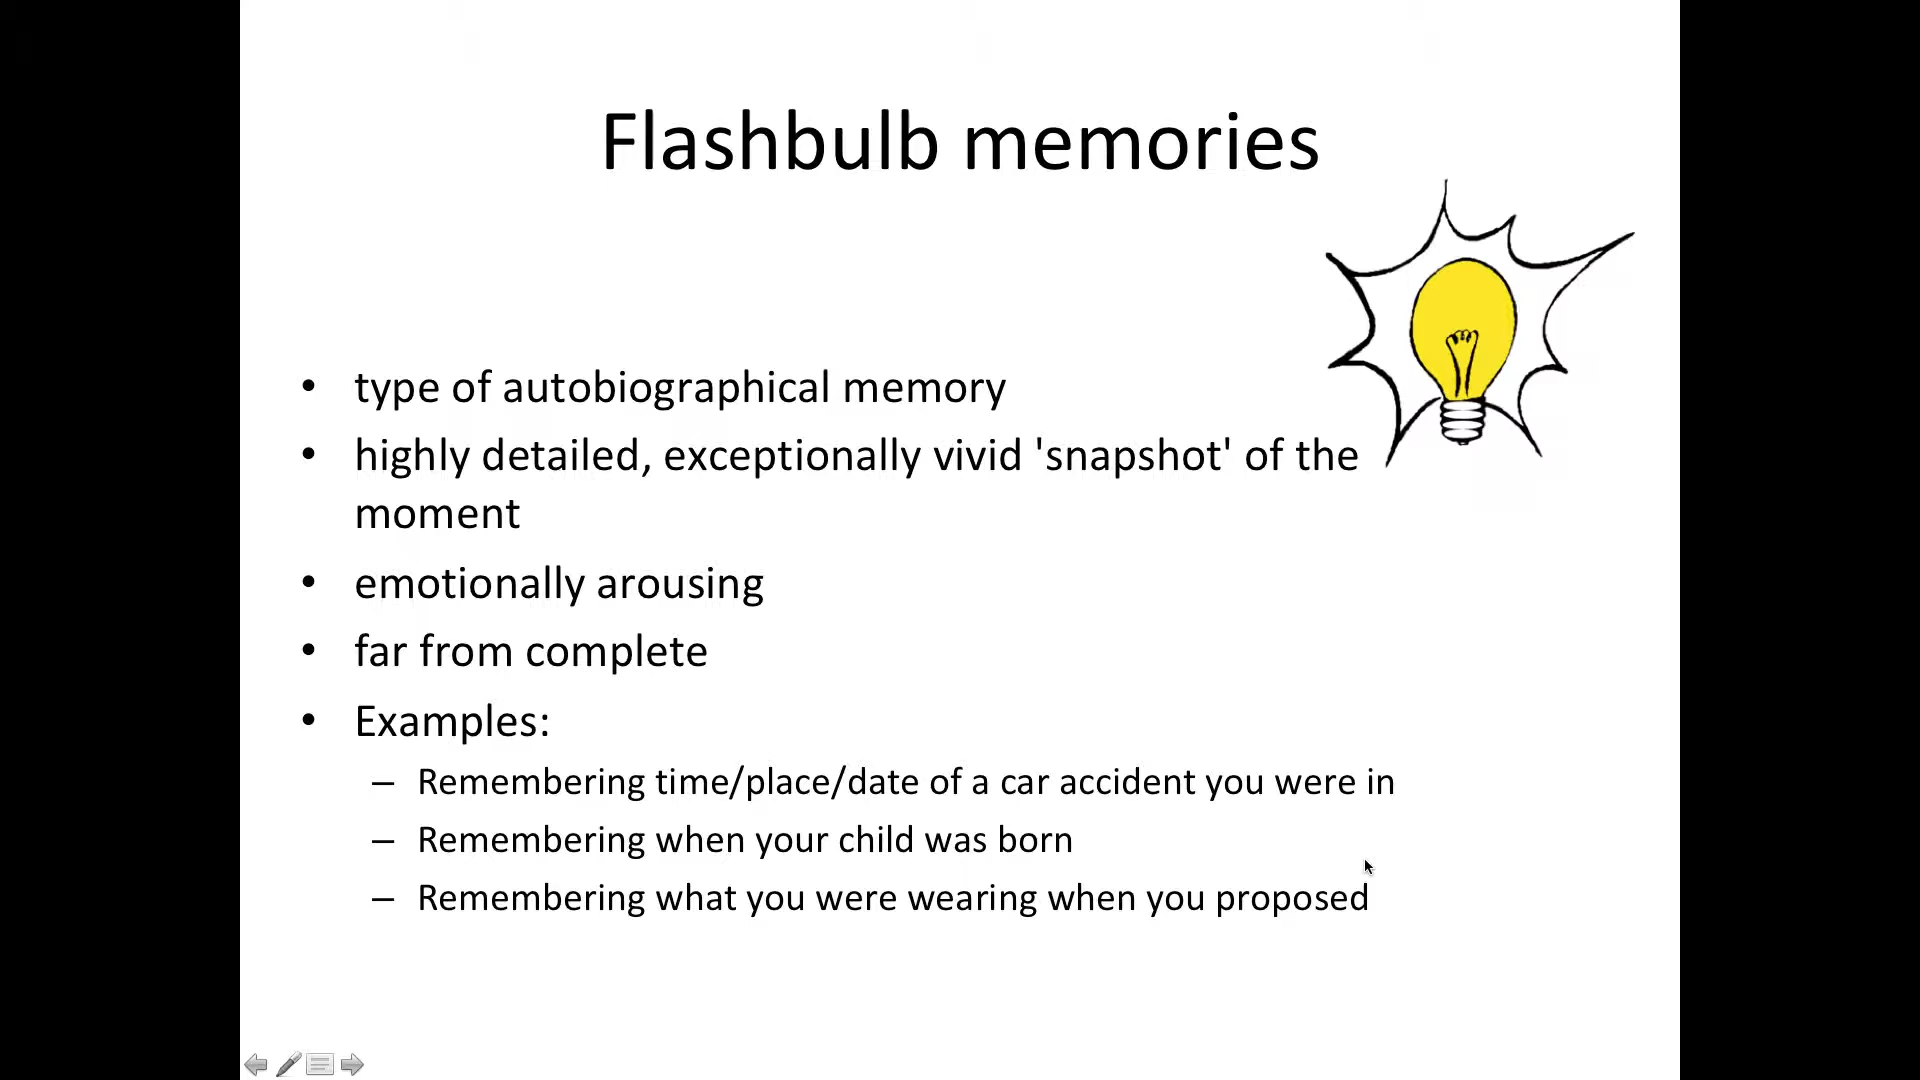 Flashbulb memories
• type of autobiographical memory
• highly detailed, exceptionally vivid 'snapshot' of the
moment
• emotionally arousing
• far from complete
• Examples:
– Remembering time/place/date of a car accident you were in
– Remembering when your child was born
– Remembering what you were wearing when you proposed